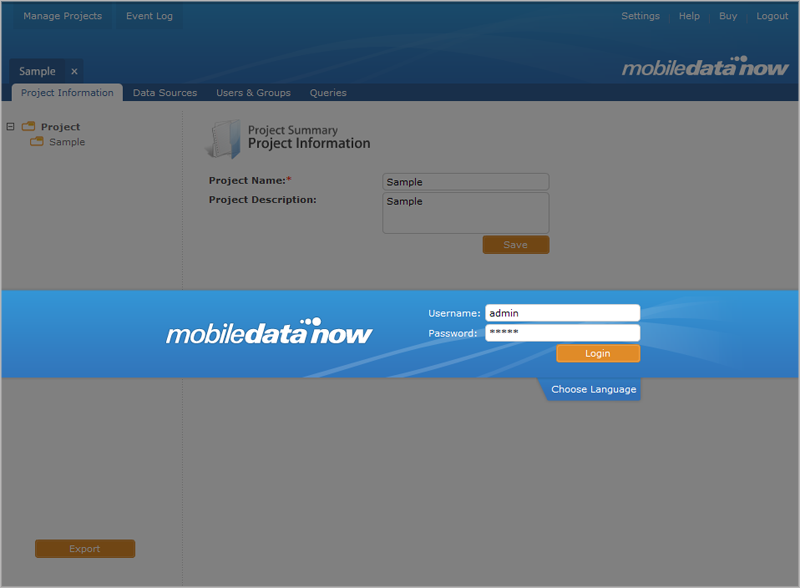 Manage Projects Event Log Settings Help Buy Logout
Sample x
mobiledatanow
Project Information Data Sources Users & Groups Queries
Project
Sample
Project Summary
Project Information
Project Name:* Sample
Project Description: Sample
Save
mobiledatanow
Username: admin
Password: *****
Login
Choose Language
Export